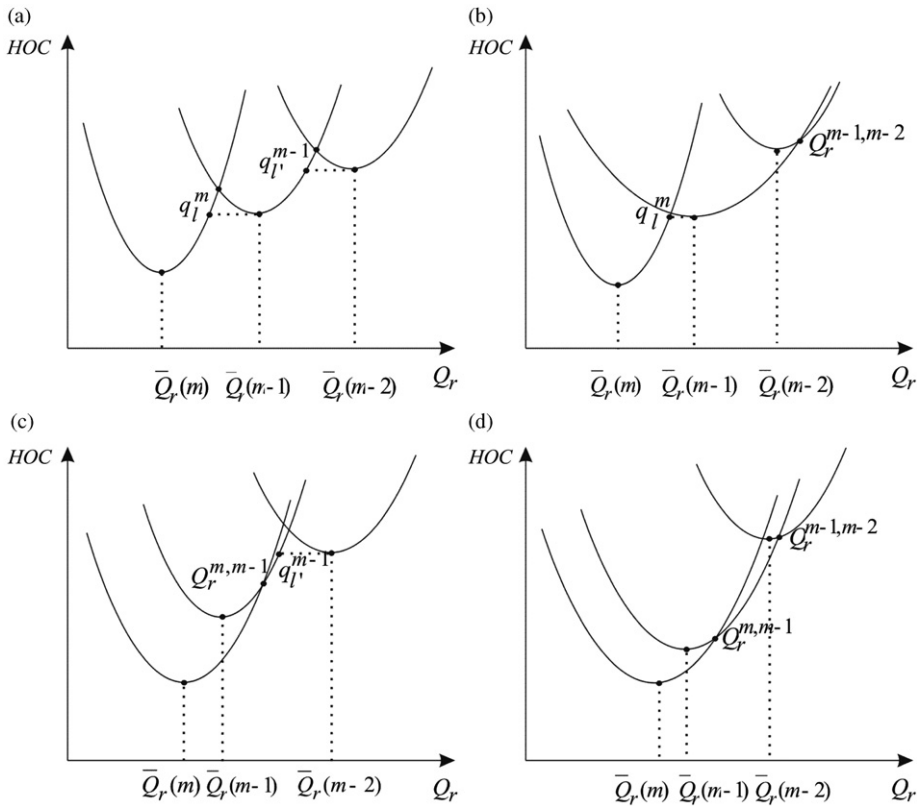 (a)
HOC
q_l^m
q_{l'}^{m-1}
Q̅_r(m) Q̅_r(m-1) Q̅_r(m-2) Q_r
(b)
HOC
Q_r^{m-1,m-2}
q_l^m
Q̅_r(m) Q̅_r(m-1) Q̅_r(m-2) Q_r
(c)
HOC
Q_r^{m,m-1}
q_{l'}^{m-1}
Q̅_r(m) Q̅_r(m-1) Q̅_r(m-2) Q_r
(d)
HOC
Q_r^{m-1,m-2}
Q_r^{m,m-1}
Q̅_r(m) Q̅_r(m-1) Q̅_r(m-2) Q_r